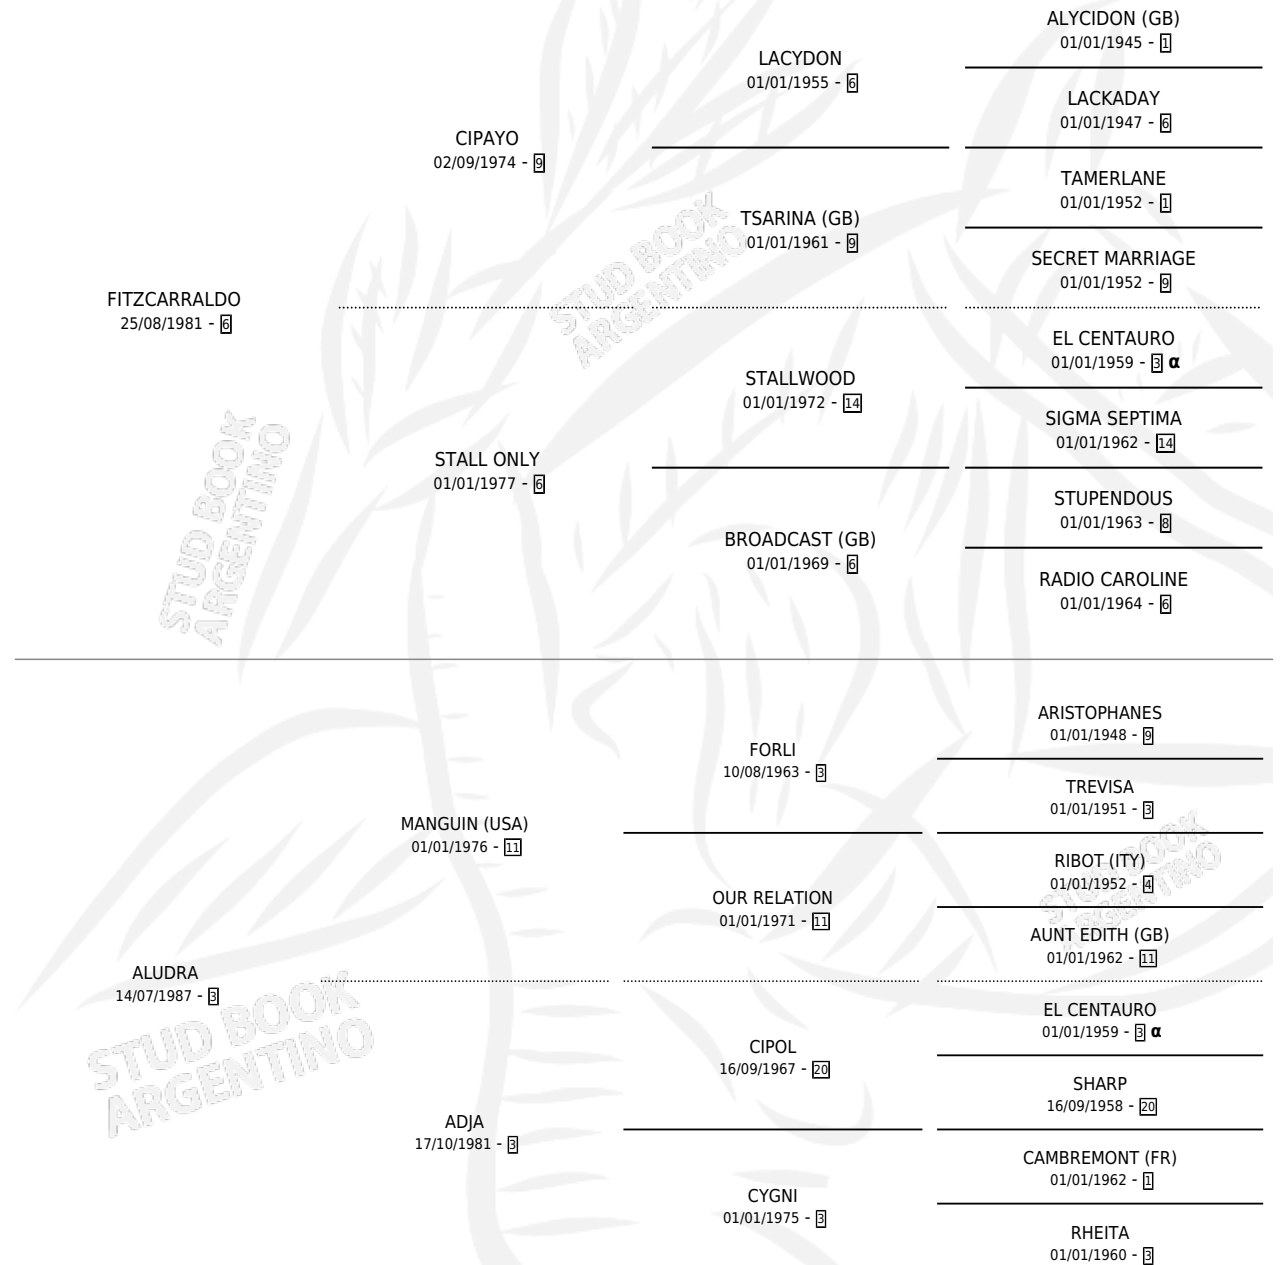 ALYCIDON (GB)
01/01/1945 - 1
LACYDON
01/01/1955 - 6
LACKADAY
01/01/1947 - 6
CIPAYO
02/09/1974 - 9
TAMERLANE
01/01/1952 - 1
TSARINA (GB)
01/01/1961 - 9
SECRET MARRIAGE
01/01/1952 - 9
FITZCARRALDO
25/08/1981 - 6
EL CENTAURO
01/01/1959 - 3 α
STALLWOOD
01/01/1972 - 14
SIGMA SEPTIMA
01/01/1962 - 14
STALL ONLY
01/01/1977 - 6
STUPENDOUS
01/01/1963 - 8
BROADCAST (GB)
01/01/1969 - 6
RADIO CAROLINE
01/01/1964 - 6
ARISTOPHANES
01/01/1948 - 9
FORLI
10/08/1963 - 3
TREVISA
01/01/1951 - 3
MANGUIN (USA)
01/01/1976 - 11
RIBOT (ITY)
01/01/1952 - 4
OUR RELATION
01/01/1971 - 11
AUNT EDITH (GB)
01/01/1962 - 11
ALUDRA
14/07/1987 - 3
EL CENTAURO
01/01/1959 - 3 α
CIPOL
16/09/1967 - 20
SHARP
16/09/1958 - 20
ADJA
17/10/1981 - 3
CAMBREMONT (FR)
01/01/1962 - 1
CYGNI
01/01/1975 - 3
RHEITA
01/01/1960 - 3
STUD BOOK
ARGENTINO
STUD BOOK
ARGENTINO
STUD BOOK
ARGENTINO
STUD BOOK
ARGENTINO